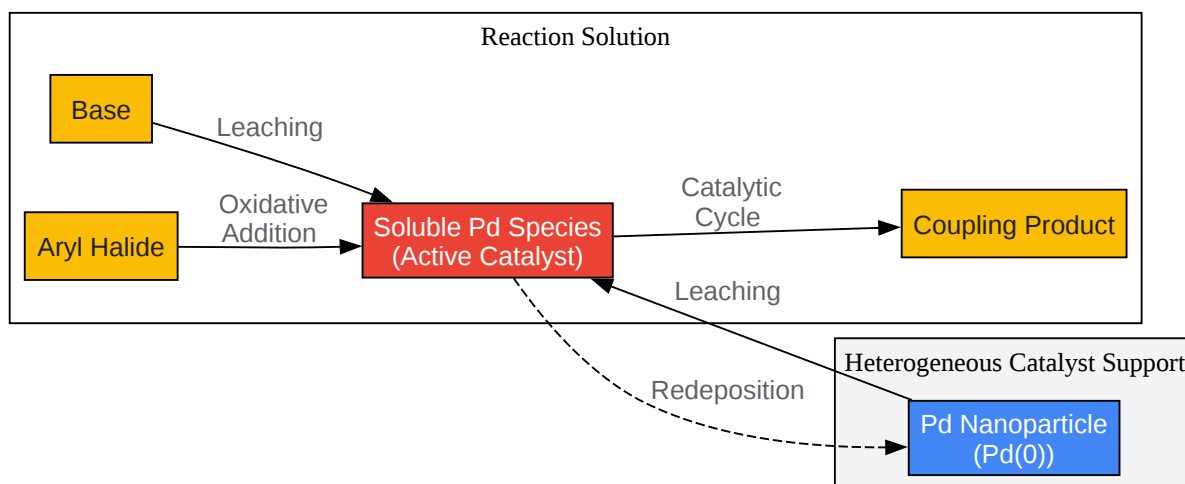 Reaction Solution
Base
Leaching
Oxidative
Addition
Aryl Halide
Soluble Pd Species
(Active Catalyst)
Catalytic
Cycle
Coupling Product
Leaching
Heterogeneous Catalyst Support
Redeposition
Pd Nanoparticle
(Pd(0))